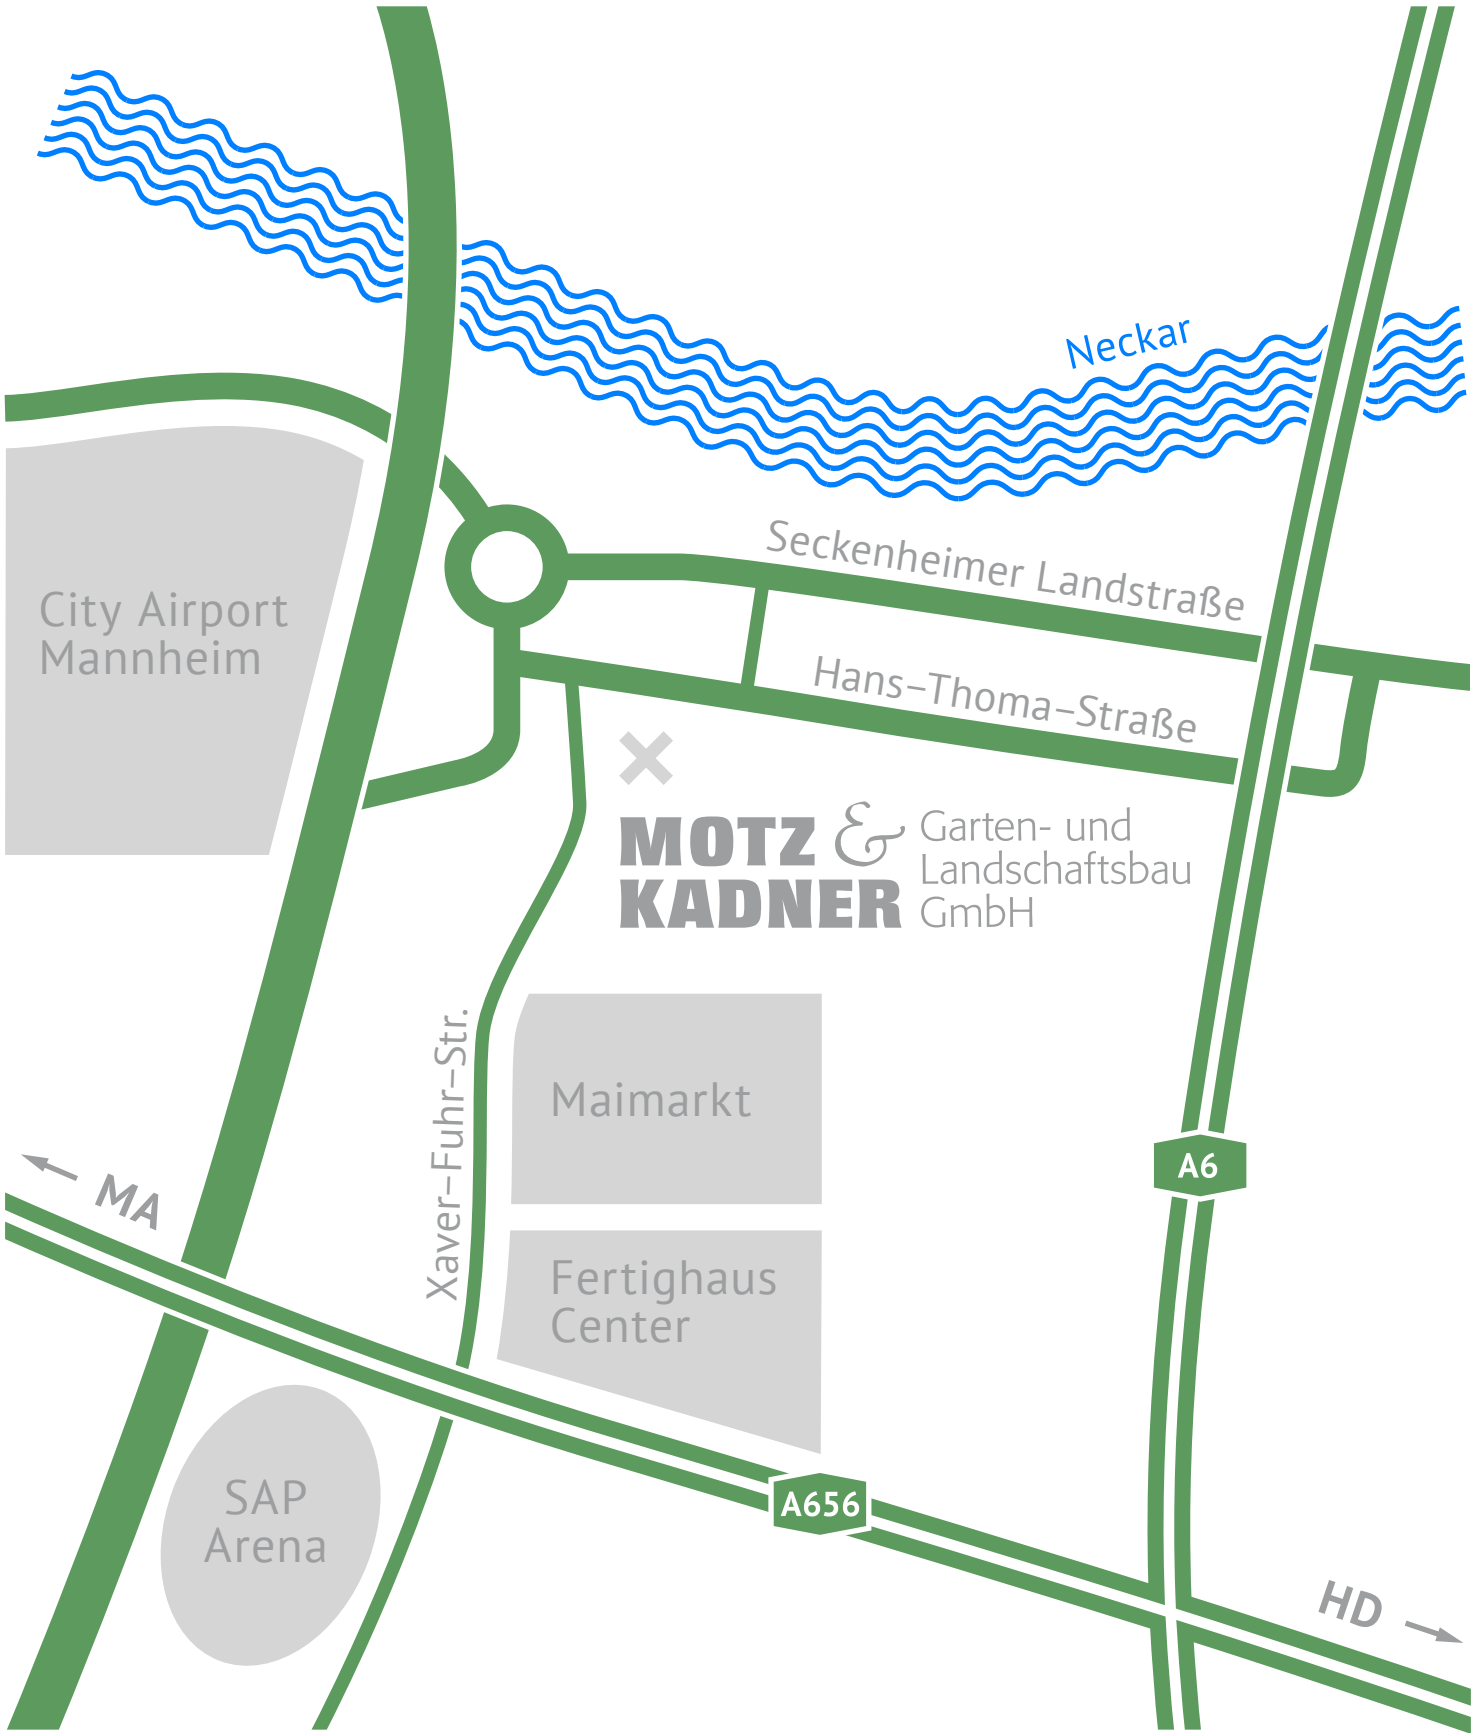 Neckar
Seckenheimer Landstraße
City Airport
Mannheim
Hans–Thoma–Straße
MOTZ &
KADNER
Garten- und
Landschaftsbau
GmbH
Xaver–Fuhr–Str.
Maimarkt
A6
MA
Fertighaus
Center
SAP
Arena
A656
HD